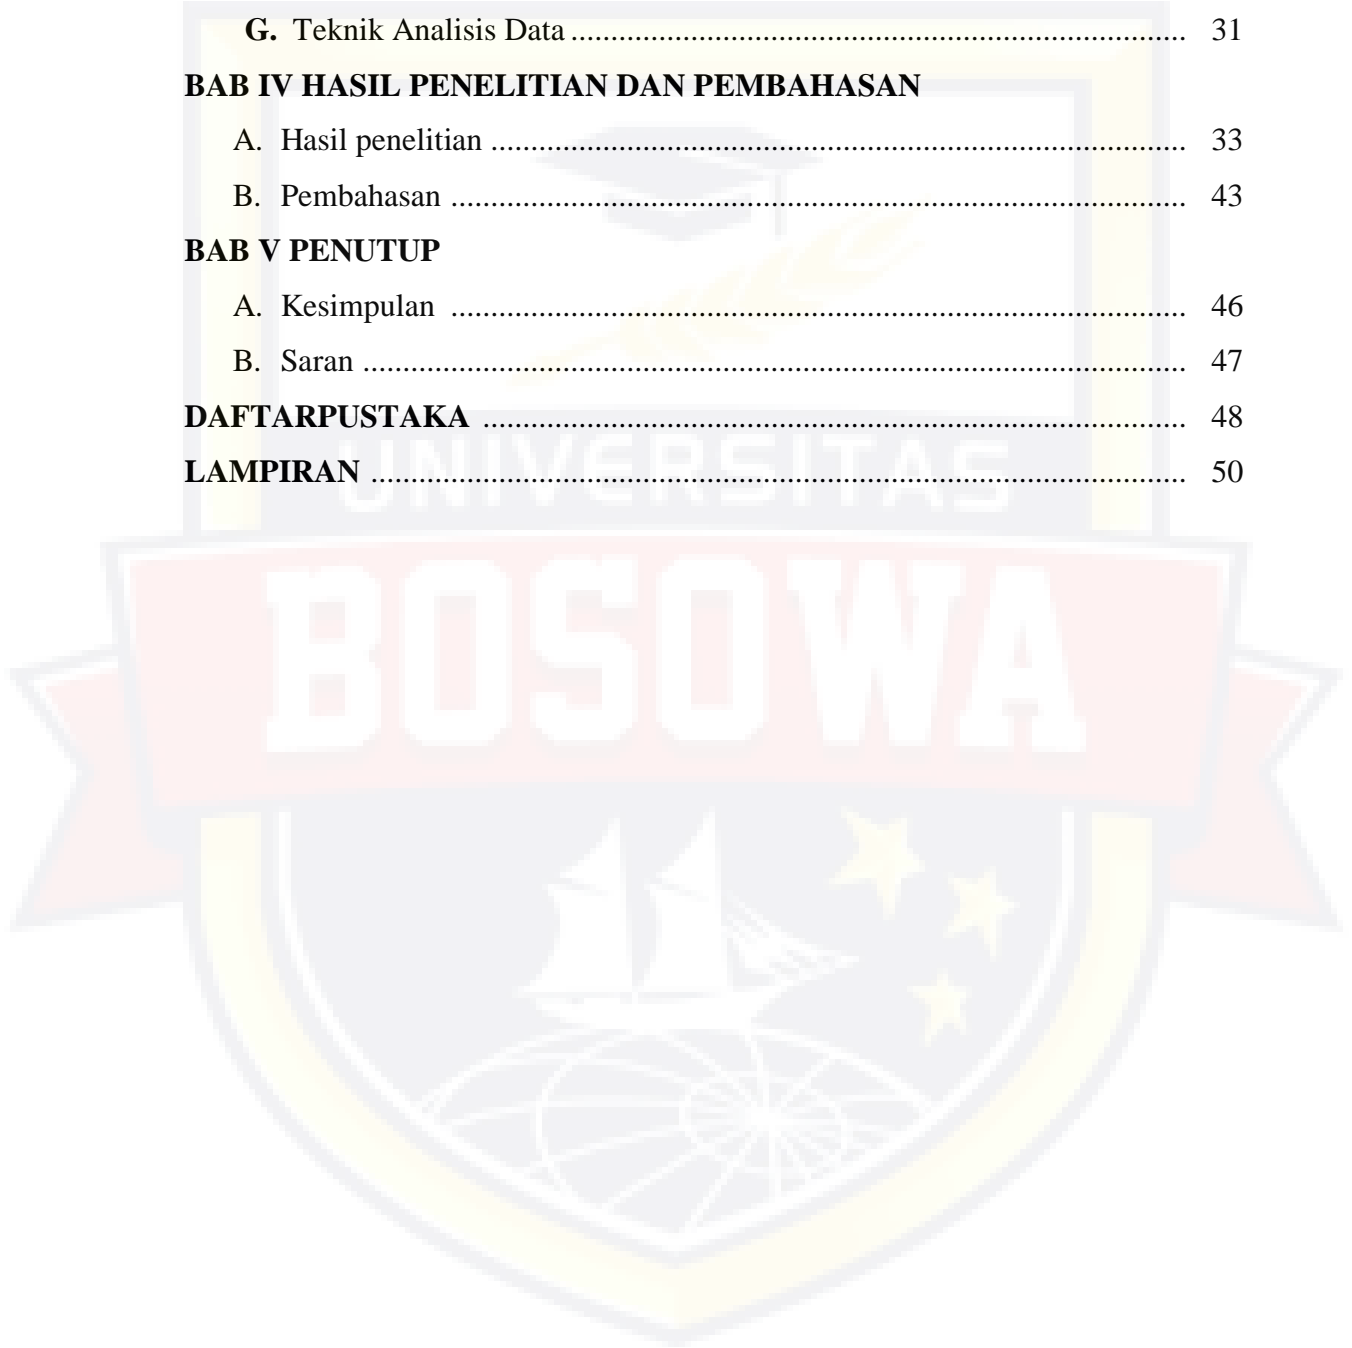 G. Teknik Analisis Data ............................................................................. 31
BAB IV HASIL PENELITIAN DAN PEMBAHASAN
A. Hasil penelitian ....................................................................................... 33
B. Pembahasan ............................................................................................ 43
BAB V PENUTUP
A. Kesimpulan ............................................................................................ 46
B. Saran ....................................................................................................... 47
DAFTARPUSTAKA ........................................................................................ 48
LAMPIRAN ...................................................................................................... 50
UNIVERSITAS
BOSOWA